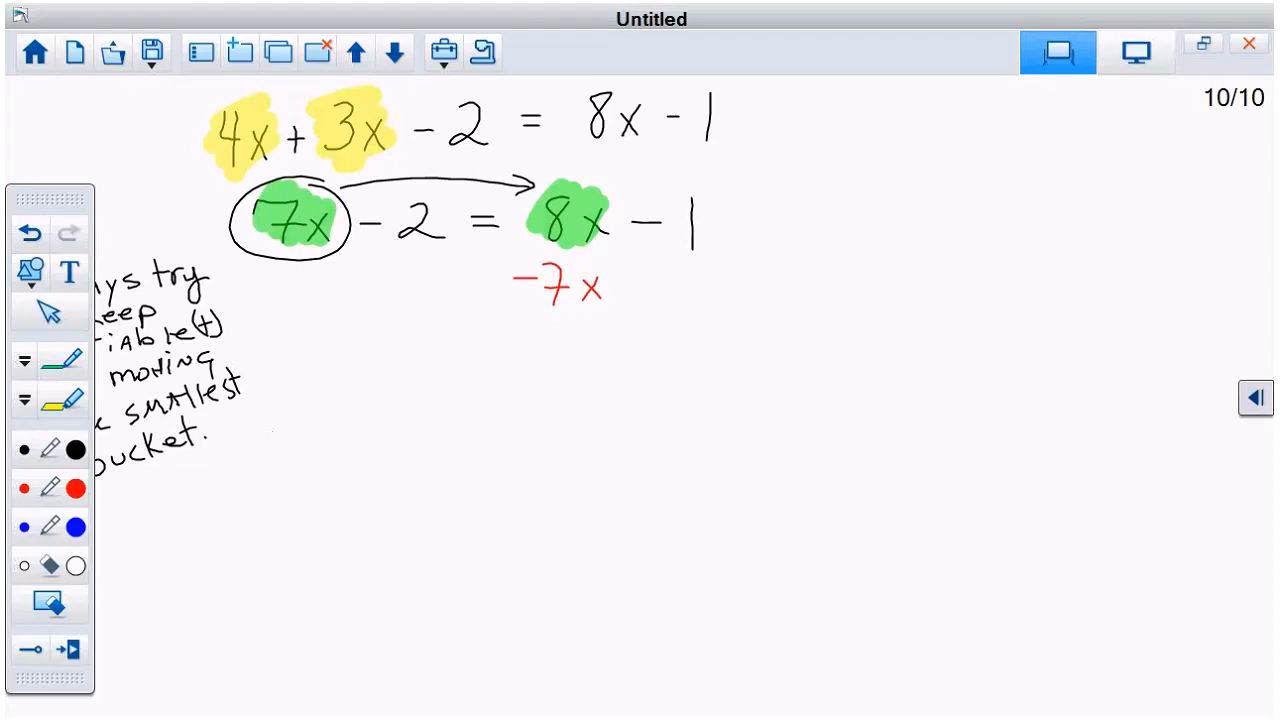 Untitled
10/10
4x + 3x - 2 = 8x - 1
7x - 2 = 8x - 1
-7x
ys try
eep
iable(+)
moving
smallest
bucket.
T